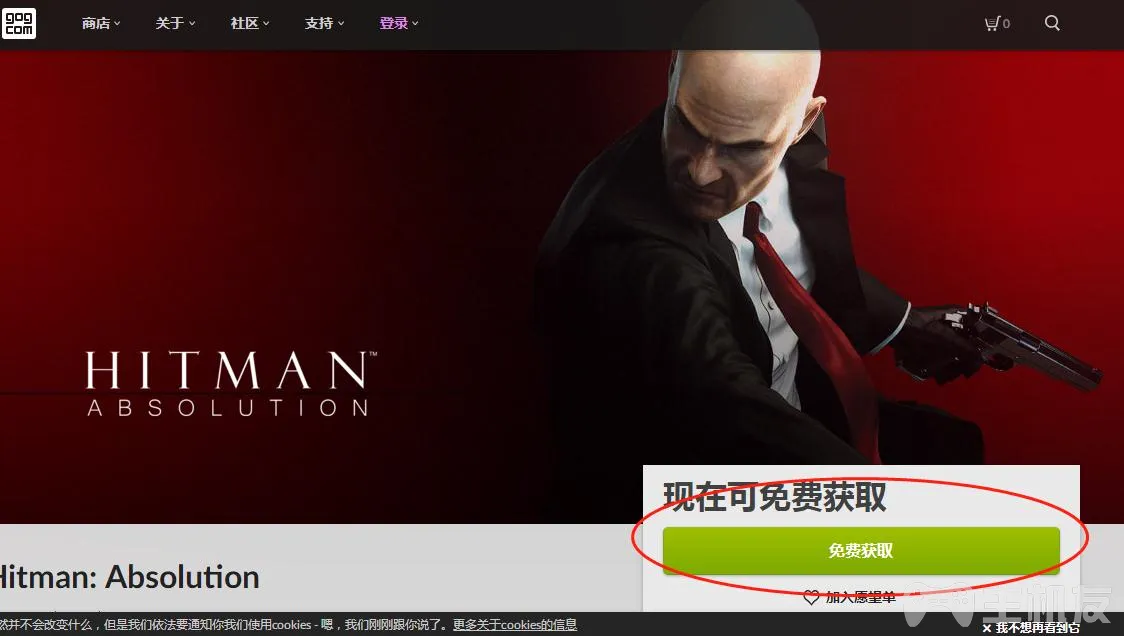 gog
com
商店 关于 社区 支持 登录 0
HITMAN™
ABSOLUTION
现在可免费获取
免费获取
加入愿望单
Hitman: Absolution
然并不会改变什么，但是我们依法要通知你我们使用cookies - 嗯，我们刚刚跟你说了。更多关于cookies的信息
× 我不想再看到它
主机友